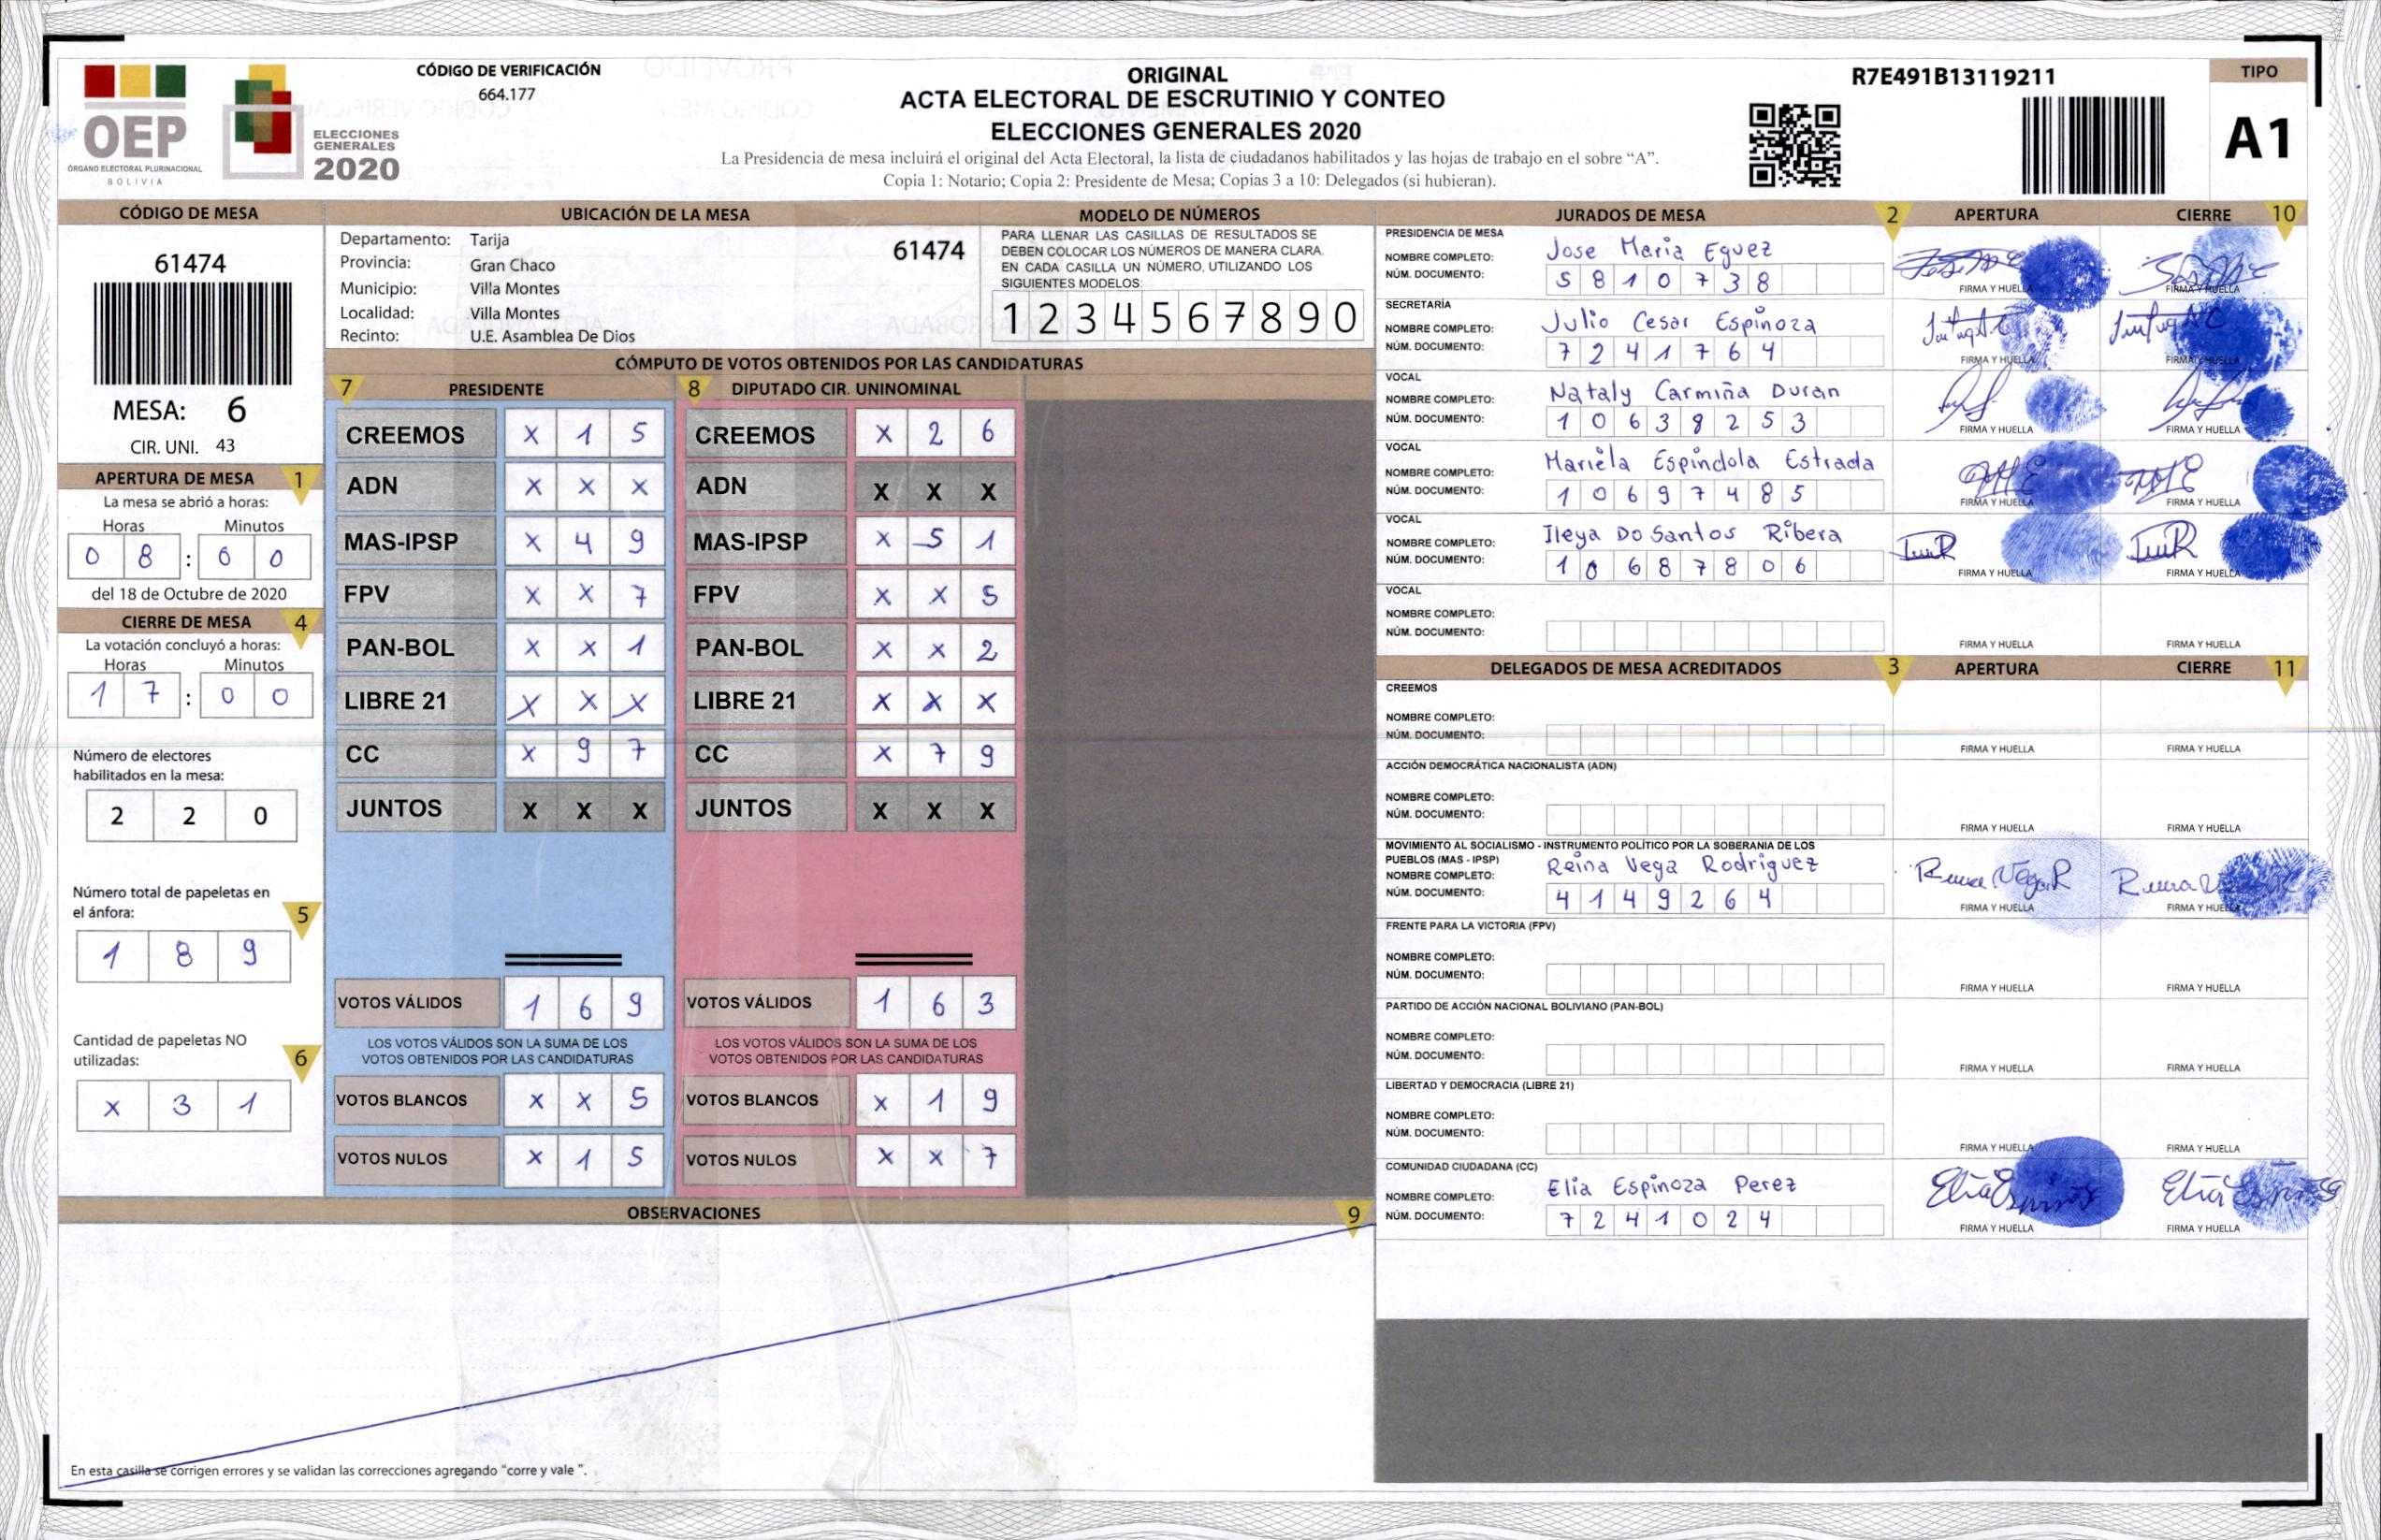 OEP
ÓRGANO ELECTORAL PLURINACIONAL
BOLIVIA
ELECCIONES
GENERALES
2020
CÓDIGO DE VERIFICACIÓN
664.177
ORIGINAL
ACTA ELECTORAL DE ESCRUTINIO Y CONTEO
ELECCIONES GENERALES 2020
La Presidencia de mesa incluirá el original del Acta Electoral, la lista de ciudadanos habilitados y las hojas de trabajo en el sobre “A”.
Copia 1: Notario; Copia 2: Presidente de Mesa; Copias 3 a 10: Delegados (si hubieran).
R7E491B13119211
TIPO
A1
CÓDIGO DE MESA
61474
MESA: 6
CIR. UNI. 43
APERTURA DE MESA 1
La mesa se abrió a horas:
Horas Minutos
0 8 : 6 0
del 18 de Octubre de 2020
CIERRE DE MESA 4
La votación concluyó a horas:
Horas Minutos
1 7 : 0 0
Número de electores
habilitados en la mesa:
2 2 0
Número total de papeletas en
el ánfora: 5
1 8 9
Cantidad de papeletas NO
utilizadas: 6
x 3 1
UBICACIÓN DE LA MESA
Departamento: Tarija 61474
Provincia: Gran Chaco
Municipio: Villa Montes
Localidad: Villa Montes
Recinto: U.E. Asamblea De Dios
MODELO DE NÚMEROS
PARA LLENAR LAS CASILLAS DE RESULTADOS SE
DEBEN COLOCAR LOS NÚMEROS DE MANERA CLARA.
EN CADA CASILLA UN NÚMERO, UTILIZANDO LOS
SIGUIENTES MODELOS:
1 2 3 4 5 6 7 8 9 0
CÓMPUTO DE VOTOS OBTENIDOS POR LAS CANDIDATURAS
7 PRESIDENTE 8 DIPUTADO CIR. UNINOMINAL
CREEMOS X 1 5 CREEMOS X 2 6
ADN X X X ADN X X X
MAS-IPSP X 4 9 MAS-IPSP X 5 1
FPV X X 7 FPV X X 5
PAN-BOL X X 1 PAN-BOL X X 2
LIBRE 21 X X X LIBRE 21 X X X
CC X 9 7 CC X 7 9
JUNTOS X X X JUNTOS X X X
VOTOS VÁLIDOS 1 6 9 VOTOS VÁLIDOS 1 6 3
LOS VOTOS VÁLIDOS SON LA SUMA DE LOS LOS VOTOS VÁLIDOS SON LA SUMA DE LOS
VOTOS OBTENIDOS POR LAS CANDIDATURAS VOTOS OBTENIDOS POR LAS CANDIDATURAS
VOTOS BLANCOS X X 5 VOTOS BLANCOS X 1 9
VOTOS NULOS X 1 5 VOTOS NULOS X X 7
OBSERVACIONES 9
En esta casilla se corrigen errores y se validan las correcciones agregando "corre y vale ".
JURADOS DE MESA 2 APERTURA CIERRE 10
PRESIDENCIA DE MESA
NOMBRE COMPLETO: Jose Maria Eguez
NÚM. DOCUMENTO: 5 8 1 0 7 3 8
FIRMA Y HUELLA FIRMA Y HUELLA
SECRETARÍA
NOMBRE COMPLETO: Julio Cesar Espinoza
NÚM. DOCUMENTO: 7 2 4 1 7 6 4
FIRMA Y HUELLA FIRMA Y HUELLA
VOCAL
NOMBRE COMPLETO: Nataly Carmiña Duran
NÚM. DOCUMENTO: 1 0 6 3 8 2 5 3
FIRMA Y HUELLA FIRMA Y HUELLA
VOCAL
NOMBRE COMPLETO: Mariela Espindola Estrada
NÚM. DOCUMENTO: 1 0 6 9 7 4 8 5
FIRMA Y HUELLA FIRMA Y HUELLA
VOCAL
NOMBRE COMPLETO: Ileya Do Santos Ribera
NÚM. DOCUMENTO: 1 0 6 8 7 8 0 6
FIRMA Y HUELLA FIRMA Y HUELLA
VOCAL
NOMBRE COMPLETO:
NÚM. DOCUMENTO:
FIRMA Y HUELLA FIRMA Y HUELLA
DELEGADOS DE MESA ACREDITADOS 3 APERTURA CIERRE 11
CREEMOS
NOMBRE COMPLETO:
NÚM. DOCUMENTO:
FIRMA Y HUELLA FIRMA Y HUELLA
ACCIÓN DEMOCRÁTICA NACIONALISTA (ADN)
NOMBRE COMPLETO:
NÚM. DOCUMENTO:
FIRMA Y HUELLA FIRMA Y HUELLA
MOVIMIENTO AL SOCIALISMO - INSTRUMENTO POLÍTICO POR LA SOBERANIA DE LOS
PUEBLOS (MAS - IPSP)
NOMBRE COMPLETO: Reina Vega Rodriguez
NÚM. DOCUMENTO: 4 1 4 9 2 6 4
FIRMA Y HUELLA FIRMA Y HUELLA
FRENTE PARA LA VICTORIA (FPV)
NOMBRE COMPLETO:
NÚM. DOCUMENTO:
FIRMA Y HUELLA FIRMA Y HUELLA
PARTIDO DE ACCIÓN NACIONAL BOLIVIANO (PAN-BOL)
NOMBRE COMPLETO:
NÚM. DOCUMENTO:
FIRMA Y HUELLA FIRMA Y HUELLA
LIBERTAD Y DEMOCRACIA (LIBRE 21)
NOMBRE COMPLETO:
NÚM. DOCUMENTO:
FIRMA Y HUELLA FIRMA Y HUELLA
COMUNIDAD CIUDADANA (CC)
NOMBRE COMPLETO: Elia Espinoza Perez
NÚM. DOCUMENTO: 7 2 4 1 0 2 4
FIRMA Y HUELLA FIRMA Y HUELLA